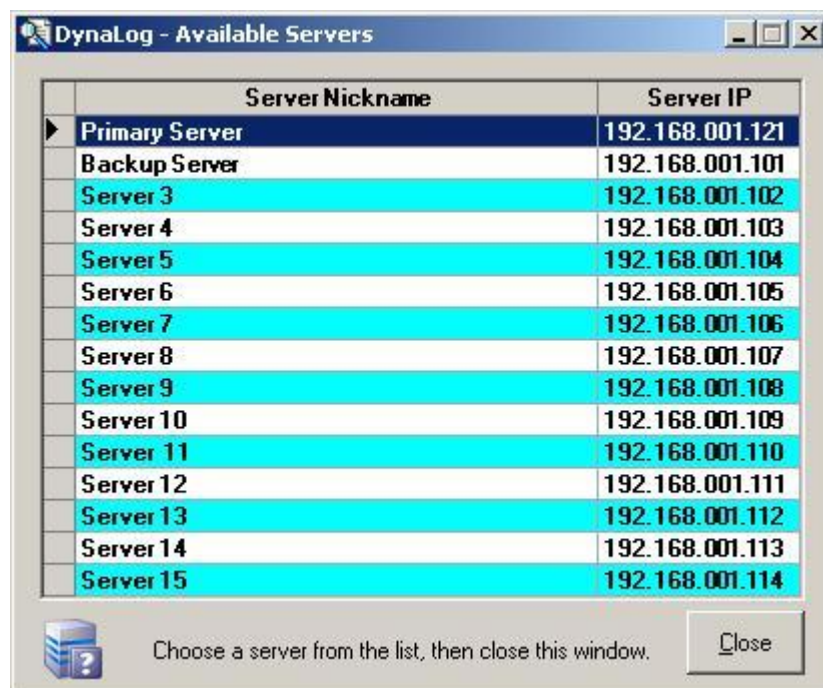 DynaLog - Available Servers
Server Nickname Server IP
Primary Server 192.168.001.121
Backup Server 192.168.001.101
Server 3 192.168.001.102
Server 4 192.168.001.103
Server 5 192.168.001.104
Server 6 192.168.001.105
Server 7 192.168.001.106
Server 8 192.168.001.107
Server 9 192.168.001.108
Server 10 192.168.001.109
Server 11 192.168.001.110
Server 12 192.168.001.111
Server 13 192.168.001.112
Server 14 192.168.001.113
Server 15 192.168.001.114
Choose a server from the list, then close this window. Close